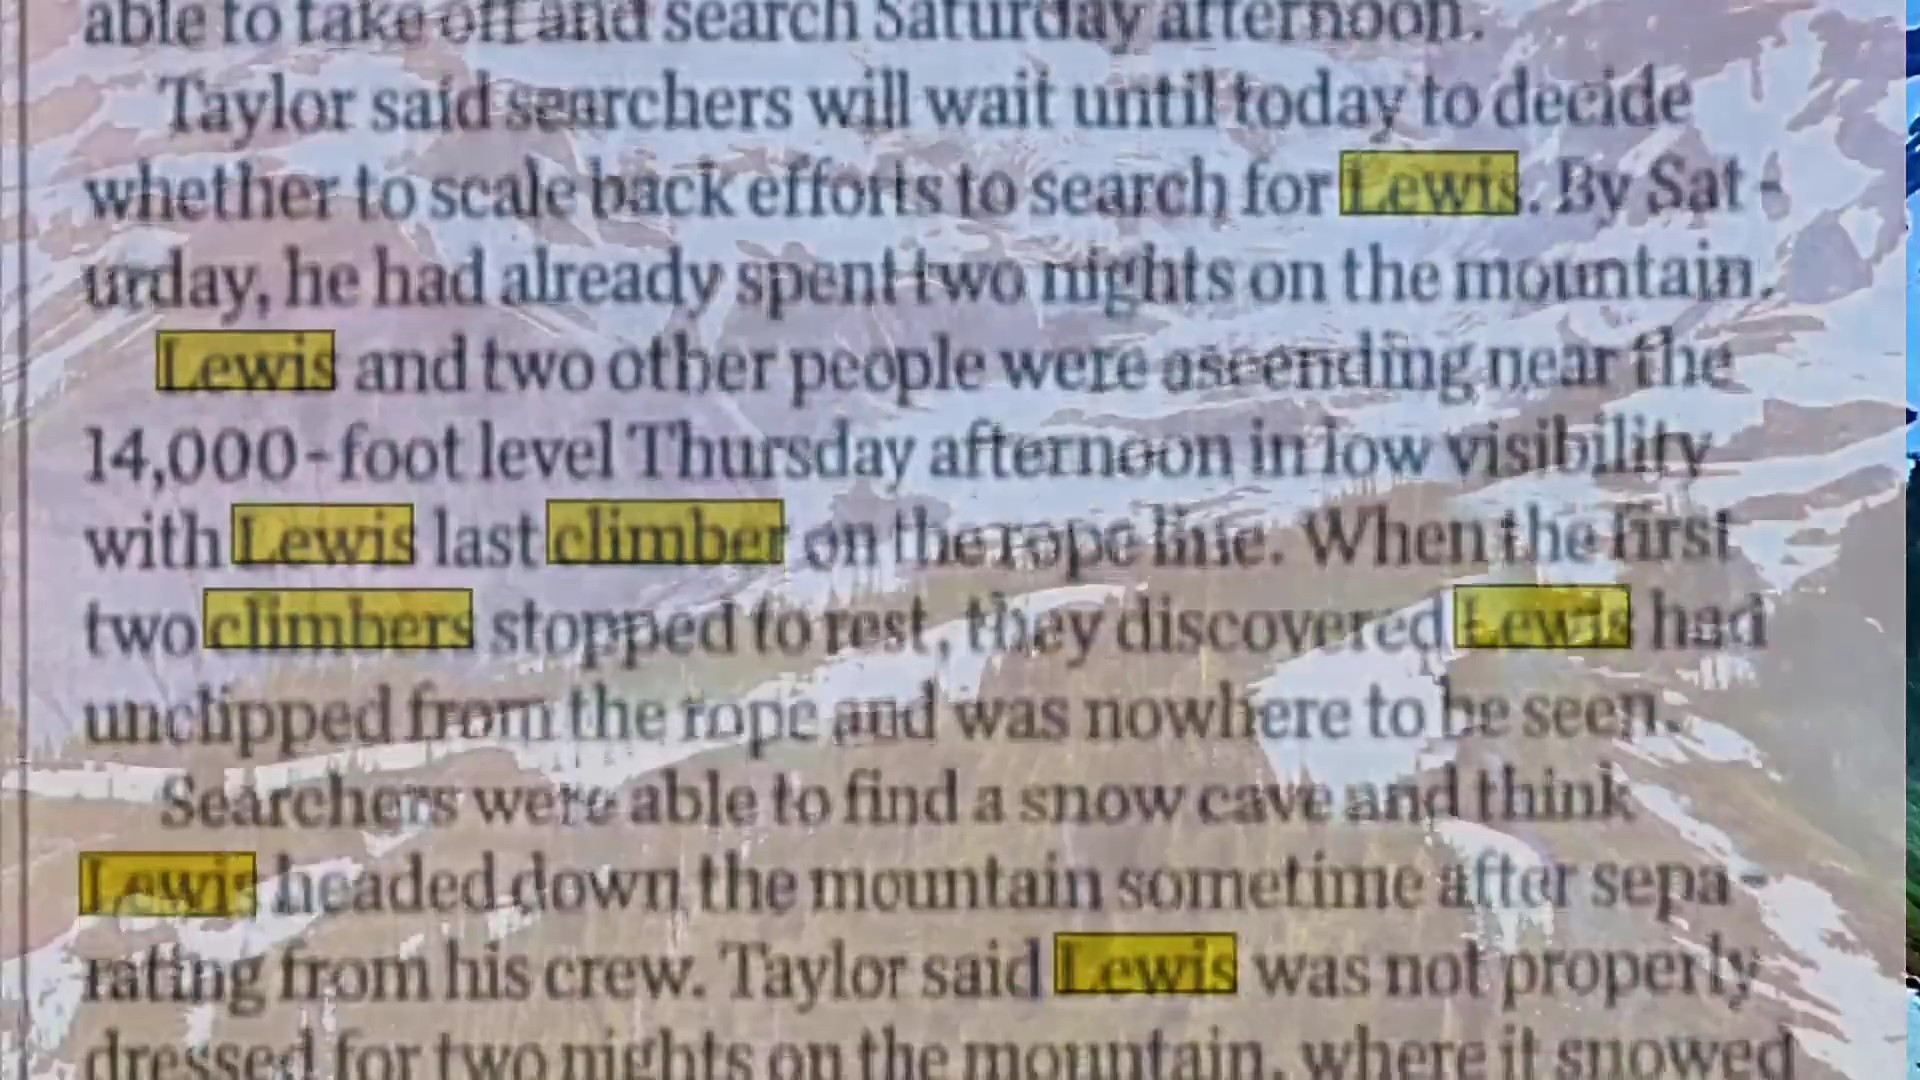 able to take off and search Saturday afternoon.
Taylor said searchers will wait until today to decide
whether to scale back efforts to search for Lewis. By Sat-
urday, he had already spent two nights on the mountain.
Lewis and two other people were ascending near the
14,000-foot level Thursday afternoon in low visibility
with Lewis last climber on the rope line. When the first
two climbers stopped to rest, they discovered Lewis had
unclipped from the rope and was nowhere to be seen.
Searchers were able to find a snow cave and think
Lewis headed down the mountain sometime after sepa-
rating from his crew. Taylor said Lewis was not properly
dressed for two nights on the mountain, where it snowed